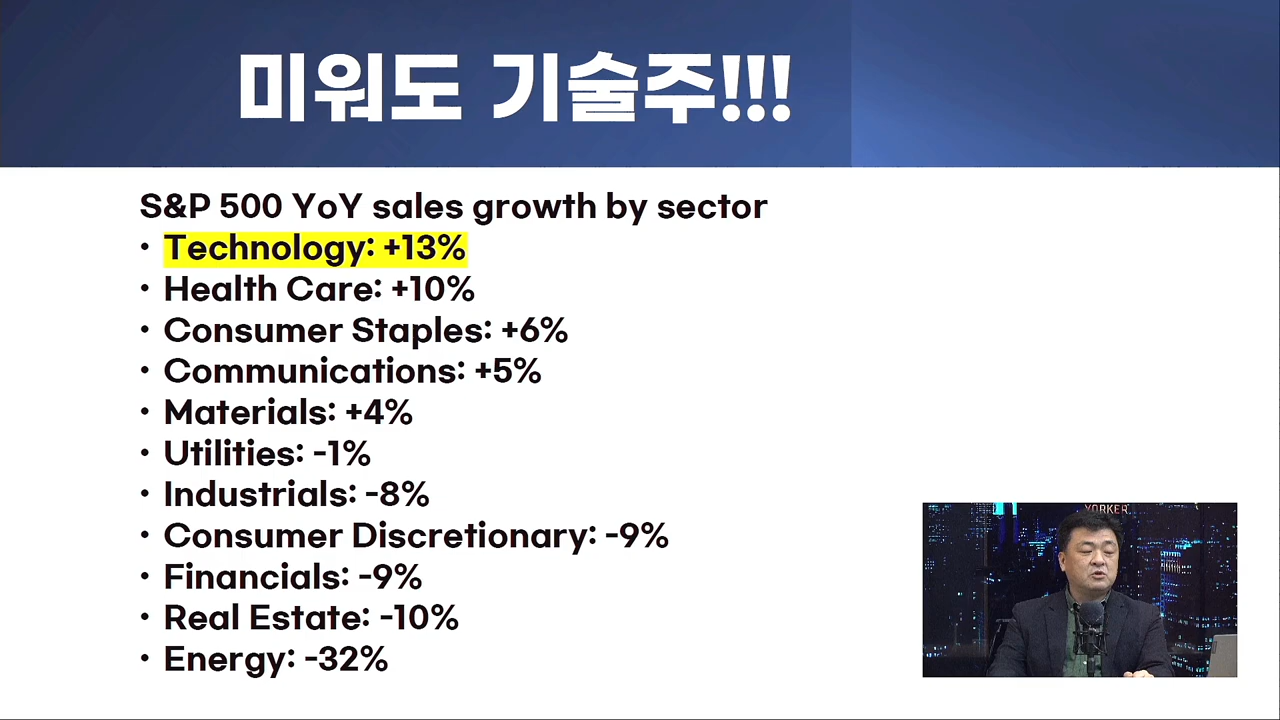 미워도 기술주!!!
S&P 500 YoY sales growth by sector
• Technology: +13%
• Health Care: +10%
• Consumer Staples: +6%
• Communications: +5%
• Materials: +4%
• Utilities: -1%
• Industrials: -8%
• Consumer Discretionary: -9%
• Financials: -9%
• Real Estate: -10%
• Energy: -32%
YORKER